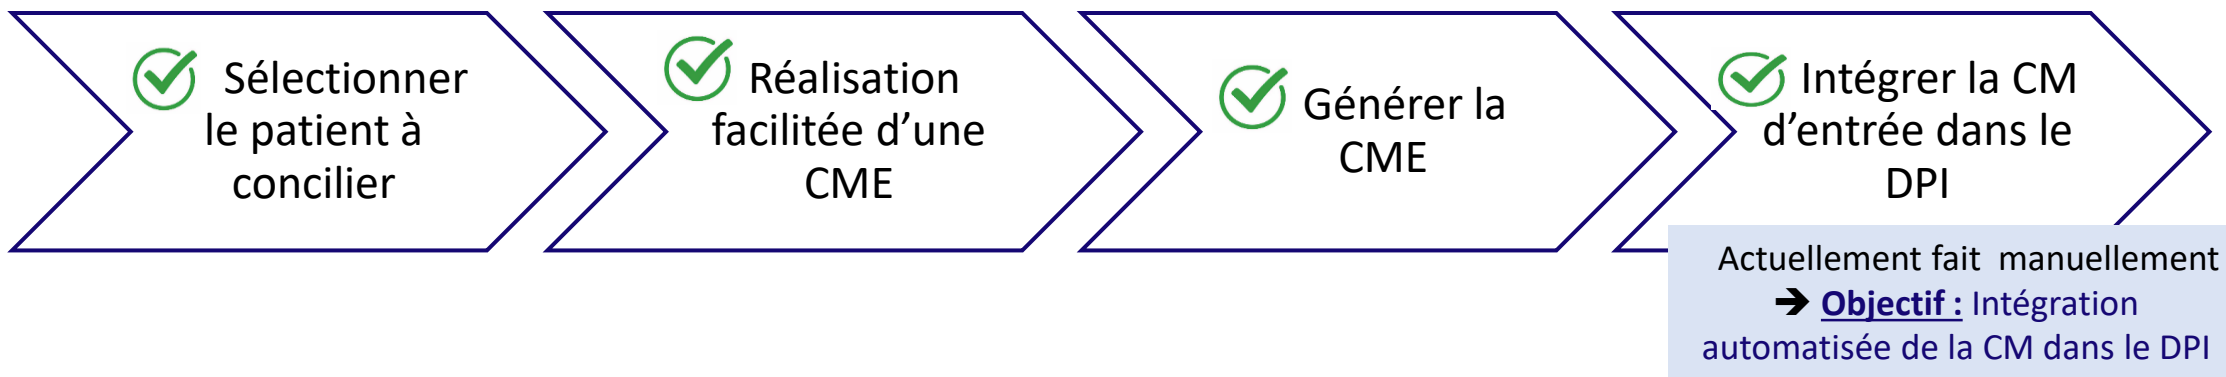 Sélectionner
le patient à
concilier
Réalisation
facilitée d’une
CME
Générer la
CME
Intégrer la CM
d’entrée dans le
DPI
Actuellement fait manuellement
➔ Objectif : Intégration
automatisée de la CM dans le DPI